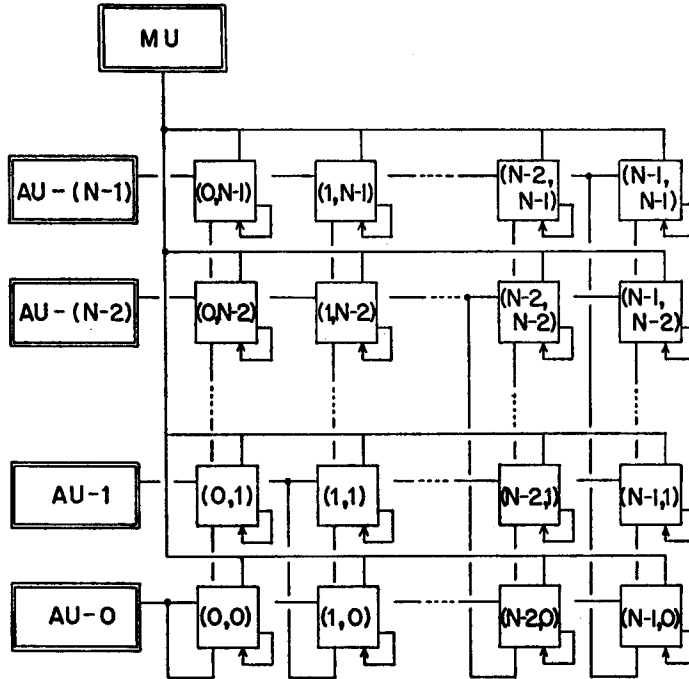 MU
AU-(N-1)
(0,N-1)
(1,N-1)
(N-2,
N-1)
(N-1,
N-1)
AU-(N-2)
(0,N-2)
(1,N-2)
(N-2,
N-2)
(N-1,
N-2)
AU-1
(0,1)
(1,1)
(N-2,1)
(N-1,1)
AU-0
(0,0)
(1,0)
(N-2,0)
(N-1,0)